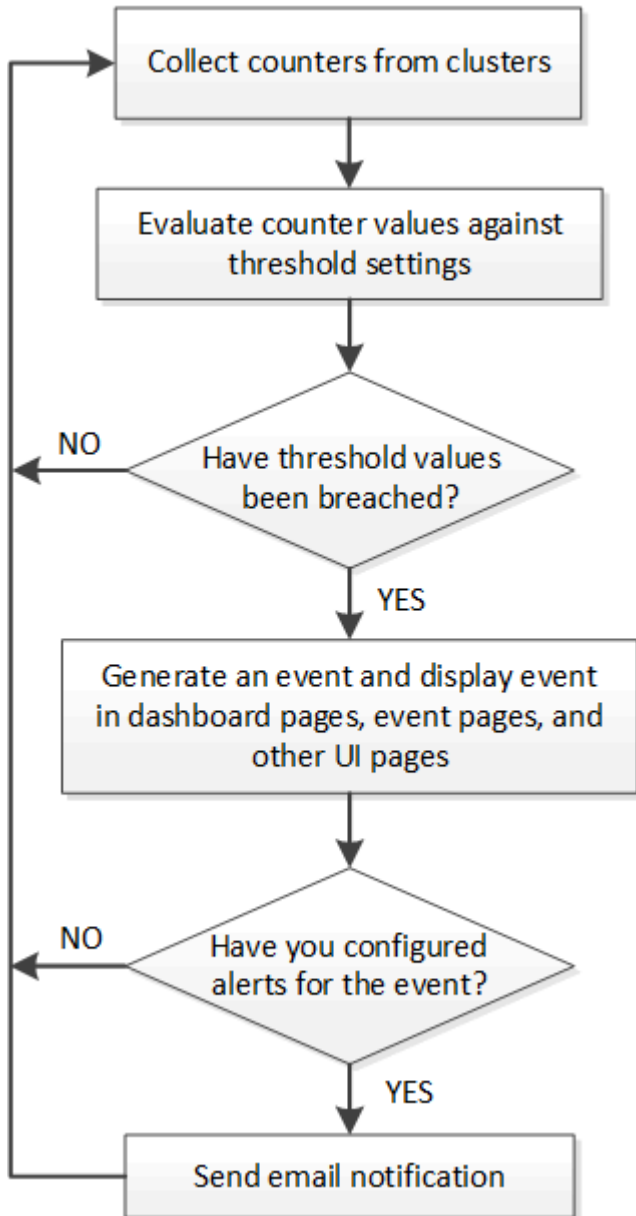 Collect counters from clusters
Evaluate counter values against
threshold settings
NO
Have threshold values
been breached?
YES
Generate an event and display event
in dashboard pages, event pages, and
other UI pages
NO
Have you configured
alerts for the event?
YES
Send email notification